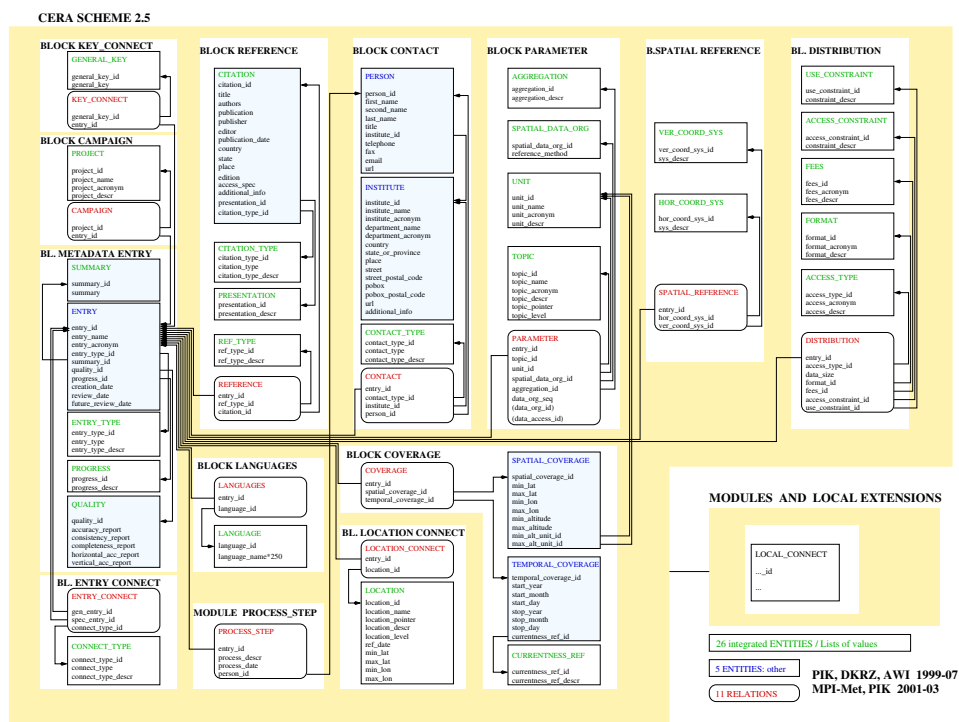 CERA SCHEME 2.5
BLOCK KEY_CONNECT
GENERAL_KEY
general_key_id
general_key
KEY_CONNECT
general_key_id
entry_id
BLOCK CAMPAIGN
PROJECT
project_id
project_name
project_acronym
project_descr
CAMPAIGN
project_id
entry_id
BL. METADATA ENTRY
SUMMARY
summary_id
summary
ENTRY
entry_id
entry_name
entry_acronym
entry_type_id
summary_id
quality_id
progress_id
creation_date
review_date
future_review_date
ENTRY_TYPE
entry_type_id
entry_type
entry_type_descr
PROGRESS
progress_id
progress_descr
QUALITY
quality_id
accuracy_report
consistency_report
completeness_report
horizontal_acc_report
vertical_acc_report
BL. ENTRY CONNECT
ENTRY_CONNECT
gen_entry_id
spec_entry_id
connect_type_id
CONNECT_TYPE
connect_type_id
connect_type
connect_type_descr
BLOCK REFERENCE
CITATION
citation_id
title
authors
publication
publisher
editor
publication_date
country
state
place
edition
access_spec
additional_info
presentation_id
citation_type_id
CITATION_TYPE
citation_type_id
citation_type
citation_type_descr
PRESENTATION
presentation_id
presentation_descr
REF_TYPE
ref_type_id
ref_type_descr
REFERENCE
entry_id
ref_type_id
citation_id
BLOCK LANGUAGES
LANGUAGES
entry_id
language_id
LANGUAGE
language_id
language_name*250
MODULE PROCESS_STEP
PROCESS_STEP
entry_id
process_descr
process_date
person_id
BLOCK CONTACT
PERSON
person_id
first_name
second_name
last_name
title
institute_id
telephone
fax
email
url
INSTITUTE
institute_id
institute_name
institute_acronym
department_name
department_acronym
country
state_or_province
place
street
street_postal_code
pobox
pobox_postal_code
url
additional_info
CONTACT_TYPE
contact_type_id
contact_type
contact_type_descr
CONTACT
entry_id
contact_type_id
institute_id
person_id
BLOCK COVERAGE
COVERAGE
entry_id
spatial_coverage_id
temporal_coverage_id
BL. LOCATION CONNECT
LOCATION_CONNECT
entry_id
location_id
LOCATION
location_id
location_name
location_pointer
location_descr
location_level
ref_date
min_lat
max_lat
min_lon
max_lon
BLOCK PARAMETER
AGGREGATION
aggregation_id
aggregation_descr
SPATIAL_DATA_ORG
spatial_data_org_id
reference_method
UNIT
unit_id
unit_name
unit_acronym
unit_descr
TOPIC
topic_id
topic_name
topic_acronym
topic_descr
topic_pointer
topic_level
PARAMETER
entry_id
topic_id
unit_id
spatial_data_org_id
aggregation_id
data_org_seq
(data_org_id)
(data_access_id)
SPATIAL_COVERAGE
spatial_coverage_id
min_lat
max_lat
min_lon
max_lon
min_altitude
max_altitude
min_alt_unit_id
max_alt_unit_id
TEMPORAL_COVERAGE
temporal_coverage_id
start_year
start_month
start_day
stop_year
stop_month
stop_day
currentness_ref_id
CURRENTNESS_REF
currentness_ref_id
currentness_ref_descr
B.SPATIAL REFERENCE
VER_COORD_SYS
ver_coord_sys_id
sys_descr
HOR_COORD_SYS
hor_coord_sys_id
sys_descr
SPATIAL_REFERENCE
entry_id
hor_coord_sys_id
ver_coord_sys_id
BL. DISTRIBUTION
USE_CONSTRAINT
use_constraint_id
constraint_descr
ACCESS_CONSTRAINT
access_constraint_id
constraint_descr
FEES
fees_id
fees_acronym
fees_descr
FORMAT
format_id
format_acronym
format_descr
ACCESS_TYPE
access_type_id
access_acronym
access_descr
DISTRIBUTION
entry_id
access_type_id
data_size
format_id
fees_id
access_constraint_id
use_constraint_id
MODULES AND LOCAL EXTENSIONS
LOCAL_CONNECT
..._id
...
26 integrated ENTITIES / Lists of values
5 ENTITIES: other
11 RELATIONS
PIK, DKRZ, AWI 1999-07
MPI-Met, PIK 2001-03